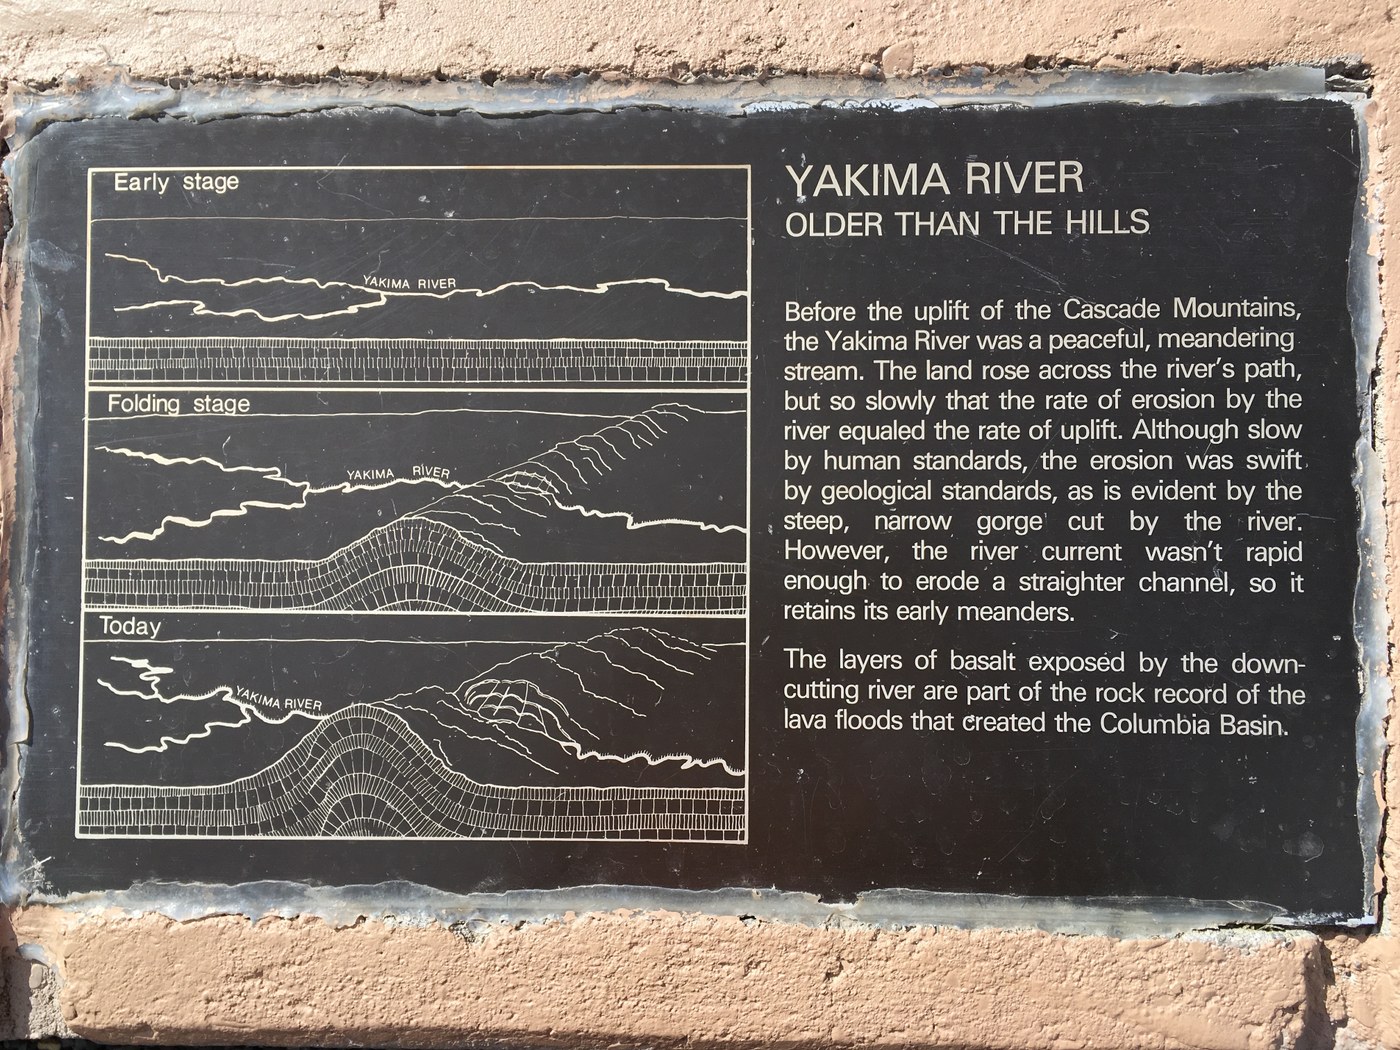 Early stage
YAKIMA RIVER
Folding stage
YAKIMA RIVER
Today
YAKIMA RIVER
YAKIMA RIVER
OLDER THAN THE HILLS
Before the uplift of the Cascade Mountains,
the Yakima River was a peaceful, meandering
stream. The land rose across the river's path,
but so slowly that the rate of erosion by the
river equaled the rate of uplift. Although slow
by human standards, the erosion was swift
by geological standards, as is evident by the
steep, narrow gorge cut by the river.
However, the river current wasn't rapid
enough to erode a straighter channel, so it
retains its early meanders.
The layers of basalt exposed by the down-
cutting river are part of the rock record of the
lava floods that created the Columbia Basin.